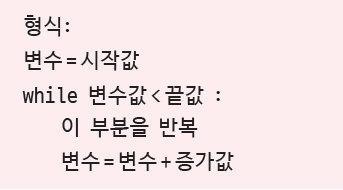 형식:
변수 = 시작값
while 변수값 < 끝값 :
이 부분을 반복
변수 = 변수 + 증가값